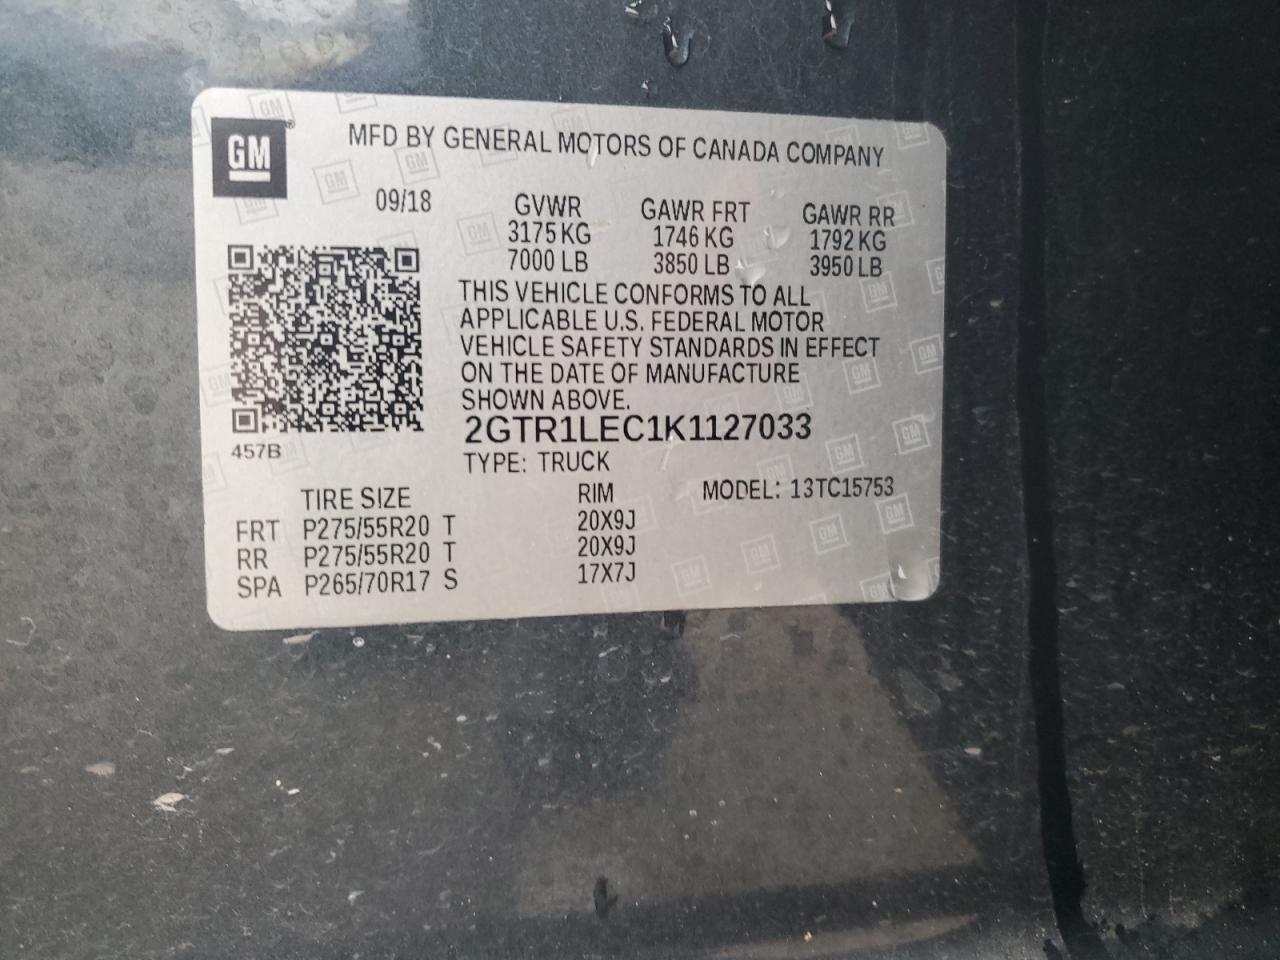 GM
MFD BY GENERAL MOTORS OF CANADA COMPANY
09/18 GVWR GAWR FRT GAWR RR
3175 KG 1746 KG 1792 KG
7000 LB 3850 LB 3950 LB
THIS VEHICLE CONFORMS TO ALL
APPLICABLE U.S. FEDERAL MOTOR
VEHICLE SAFETY STANDARDS IN EFFECT
ON THE DATE OF MANUFACTURE
SHOWN ABOVE.
457B
2GTR1LEC1K1127033
TYPE: TRUCK
TIRE SIZE RIM MODEL: 13TC15753
FRT P275/55R20 T 20X9J
RR P275/55R20 T 20X9J
SPA P265/70R17 S 17X7J